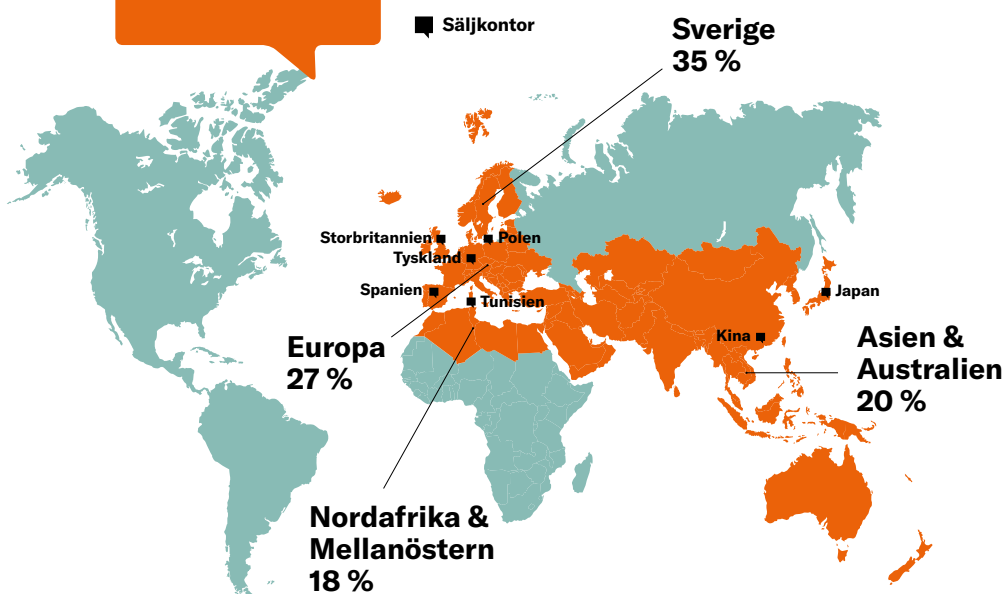 Säljkontor
Sverige
35 %
Storbritannien
Polen
Tyskland
Spanien
Tunisien
Japan
Kina
Europa
27 %
Asien &
Australien
20 %
Nordafrika &
Mellanöstern
18 %